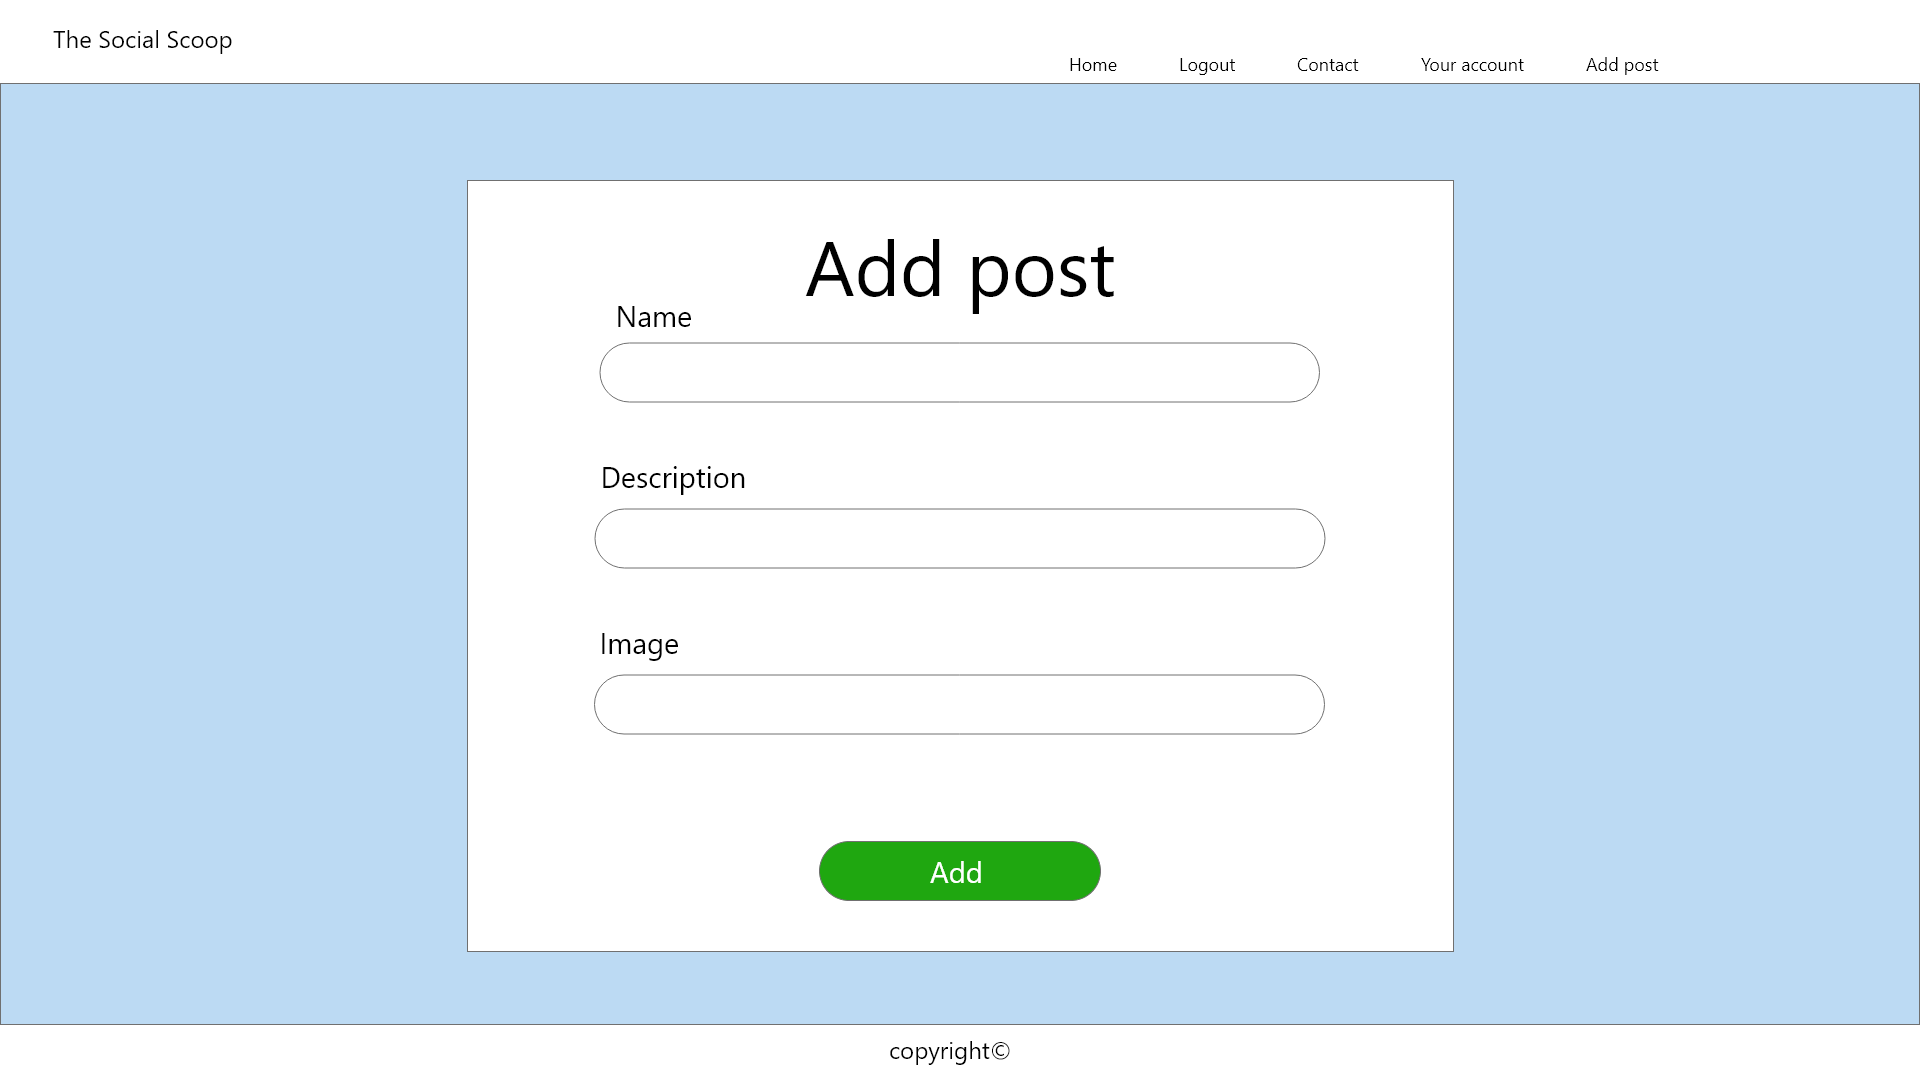 The Social Scoop
Home Logout Contact Your account Add post
Add post
Name
Description
Image
Add
copyright©